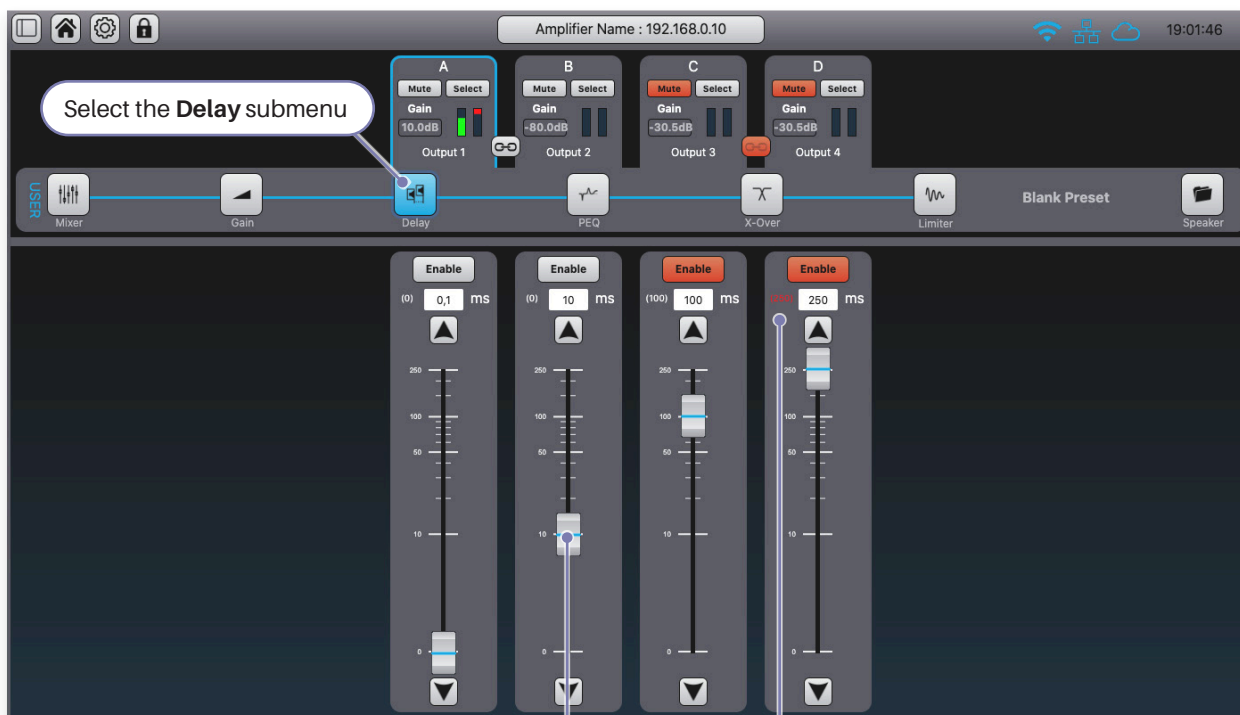 Amplifier Name : 192.168.0.10
19:01:46
Select the Delay submenu
A
Mute Select
Gain
10.0dB
Output 1
B
Mute Select
Gain
-80.0dB
Output 2
C
Mute Select
Gain
-30.5dB
Output 3
D
Mute Select
Gain
-30.5dB
Output 4
USER
Mixer
Gain
Delay
PEQ
X-Over
Limiter
Blank Preset
Speaker
Enable
(0) 0,1 ms
250
100
50
10
0
Enable
(0) 10 ms
250
100
50
10
0
Enable
(100) 100 ms
250
100
50
10
0
Enable
250 ms
250
100
50
10
0